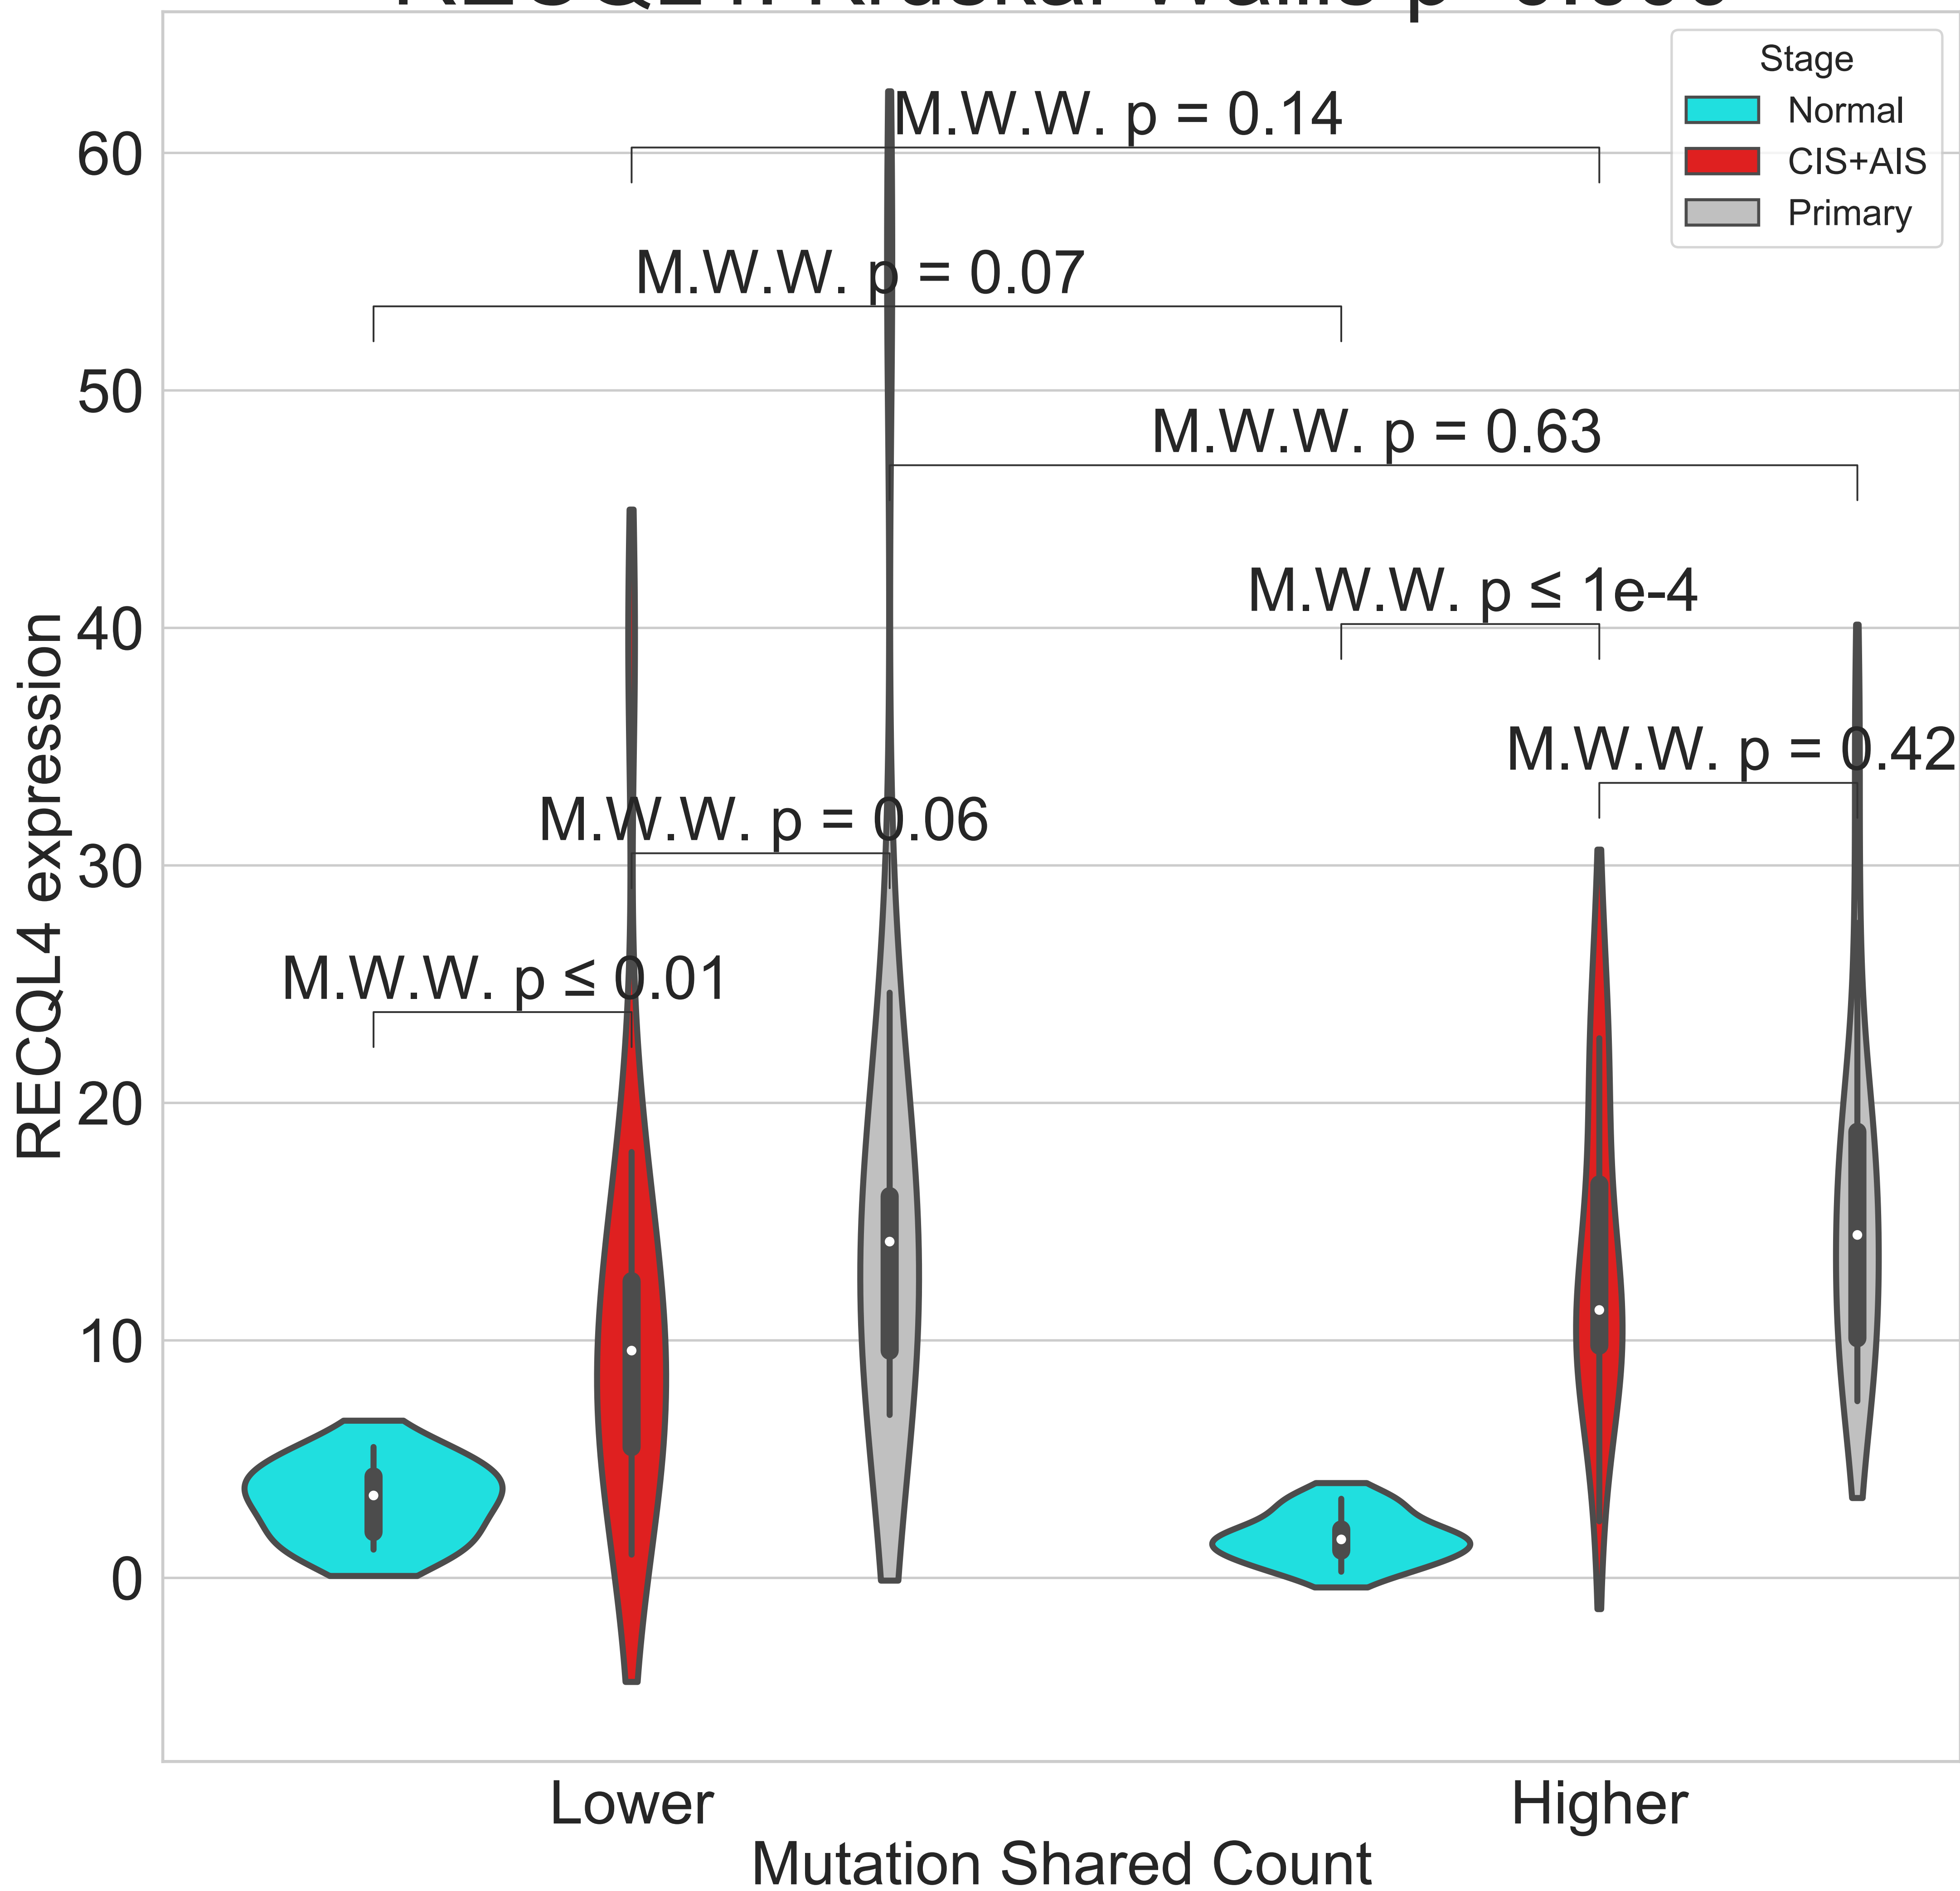 Stage
Normal
CIS+AIS
Primary
M.W.W. p = 0.14
M.W.W. p = 0.07
M.W.W. p = 0.63
M.W.W. p ≤ 1e-4
M.W.W. p = 0.42
M.W.W. p = 0.06
M.W.W. p ≤ 0.01
60
50
40
30
20
10
0
RECQL4 expression
Lower
Higher
Mutation Shared Count